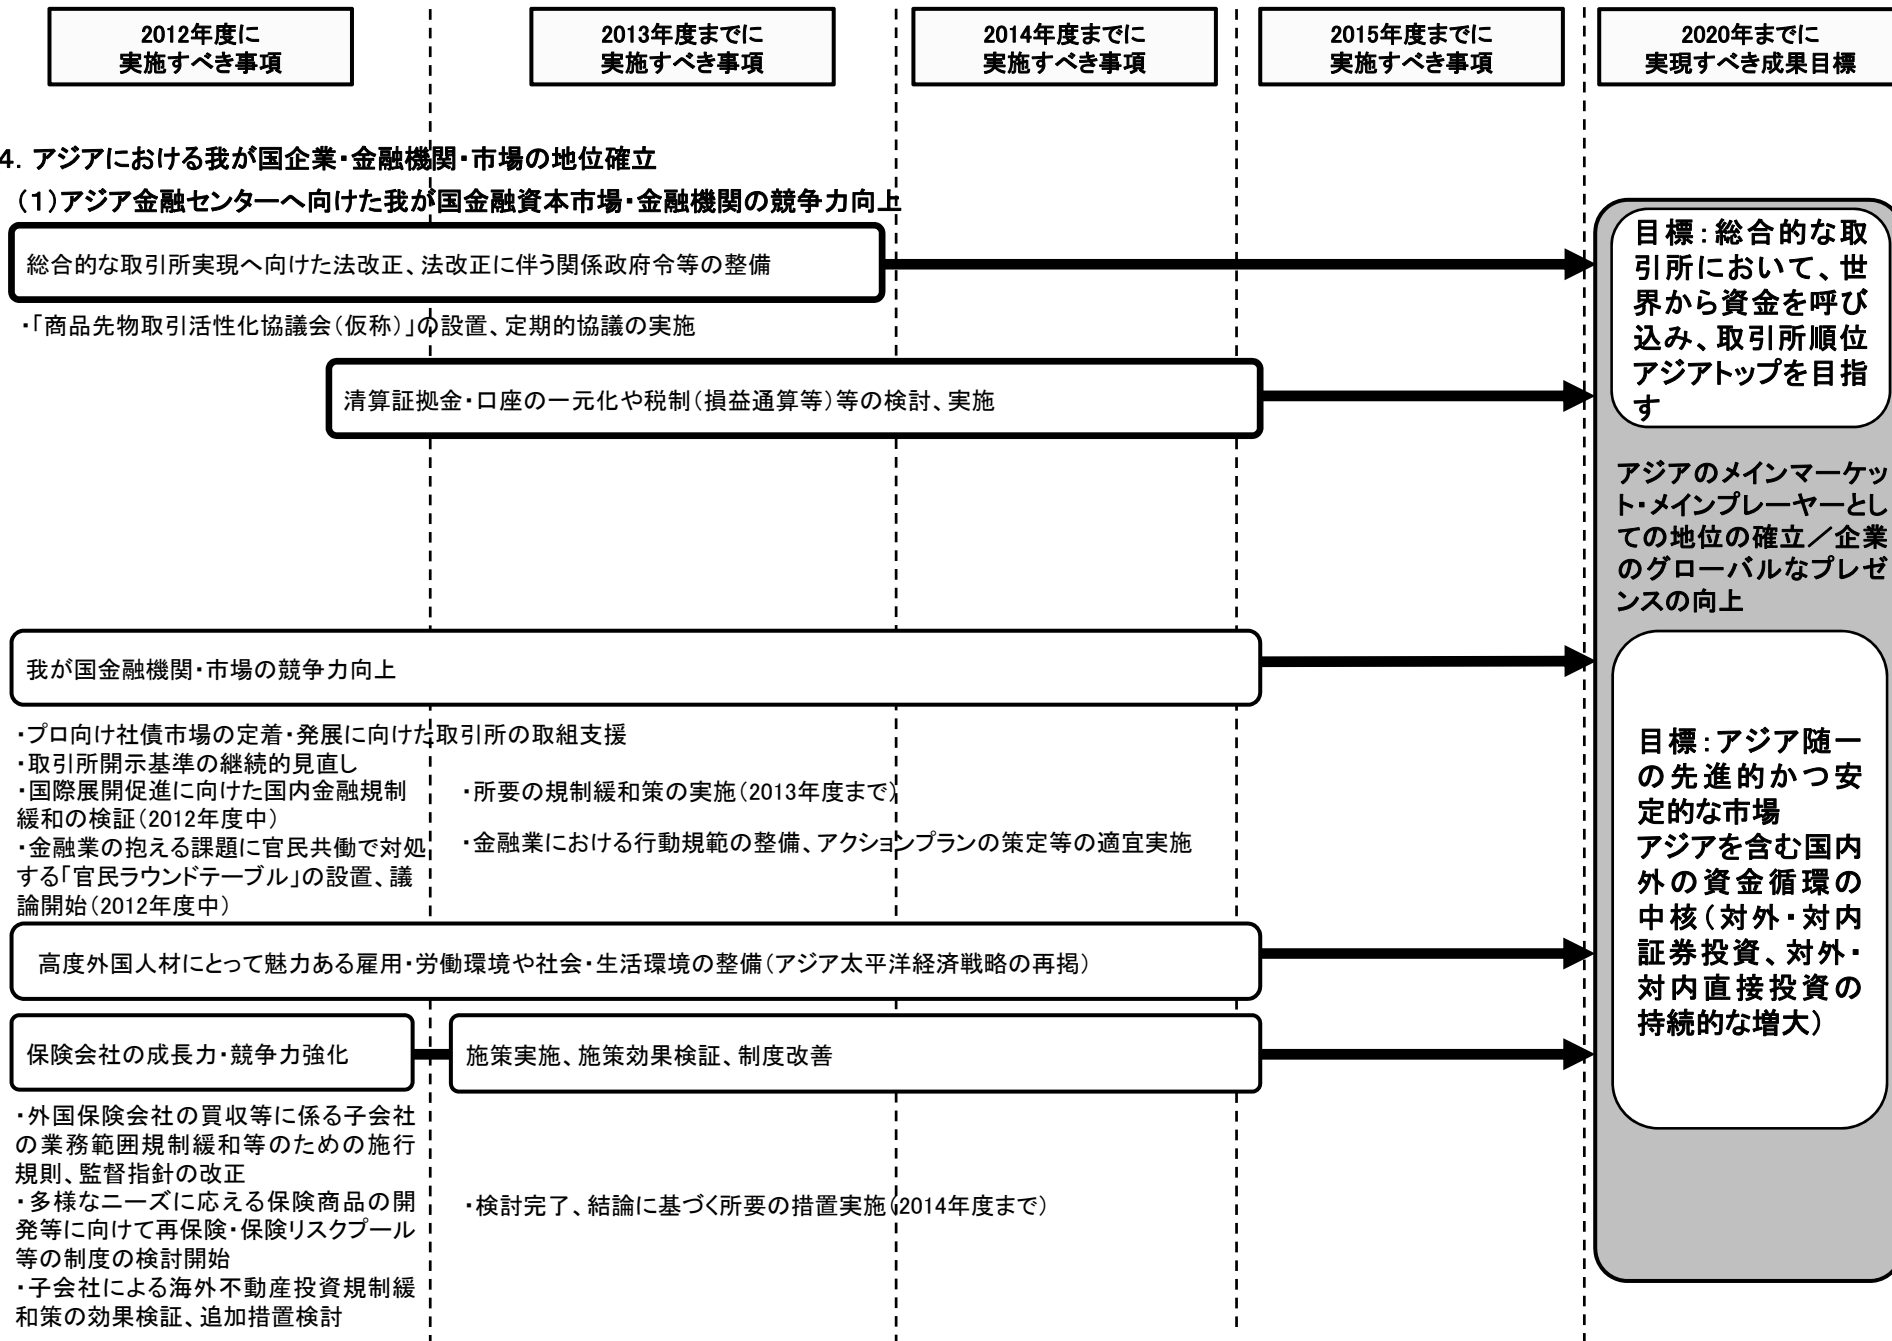 2012年度に
実施すべき事項
2013年度までに
実施すべき事項
2014年度までに
実施すべき事項
2015年度までに
実施すべき事項
2020年までに
実現すべき成果目標
4．アジアにおける我が国企業・金融機関・市場の地位確立
（１）アジア金融センターへ向けた我が国金融資本市場・金融機関の競争力向上
総合的な取引所実現へ向けた法改正、法改正に伴う関係政府令等の整備
・「商品先物取引活性化協議会（仮称）」の設置、定期的協議の実施
清算証拠金・口座の一元化や税制（損益通算等）等の検討、実施
我が国金融機関・市場の競争力向上
・プロ向け社債市場の定着・発展に向けた取引所の取組支援
・取引所開示基準の継続的見直し
・国際展開促進に向けた国内金融規制
緩和の検証（2012年度中）
・金融業の抱える課題に官民共働で対処
する「官民ラウンドテーブル」の設置、議
論開始（2012年度中）
・所要の規制緩和策の実施（2013年度まで）
・金融業における行動規範の整備、アクションプランの策定等の適宜実施
高度外国人材にとって魅力ある雇用・労働環境や社会・生活環境の整備（アジア太平洋経済戦略の再掲）
保険会社の成長力・競争力強化
施策実施、施策効果検証、制度改善
・外国保険会社の買収等に係る子会社
の業務範囲規制緩和等のための施行
規則、監督指針の改正
・多様なニーズに応える保険商品の開
発等に向けて再保険・保険リスクプール
等の制度の検討開始
・子会社による海外不動産投資規制緩
和策の効果検証、追加措置検討
・検討完了、結論に基づく所要の措置実施（2014年度まで）
目標：総合的な取
引所において、世
界から資金を呼び
込み、取引所順位
アジアトップを目指
す
アジアのメインマーケッ
ト・メインプレーヤーとし
ての地位の確立／企業
のグローバルなプレゼ
ンスの向上
目標：アジア随一
の先進的かつ安
定的な市場
アジアを含む国内
外の資金循環の
中核（対外・対内
証券投資、対外・
対内直接投資の
持続的な増大）